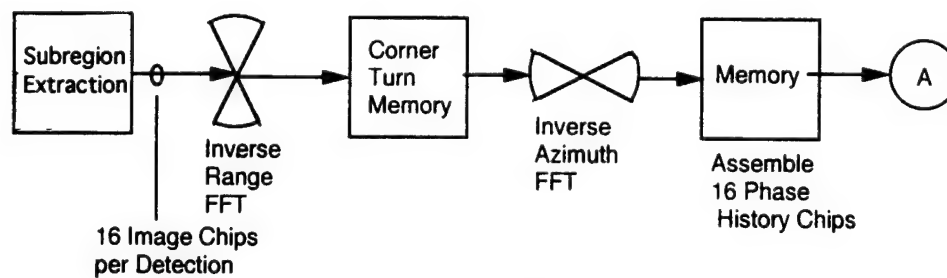 Subregion
Extraction
Corner
Turn
Memory
Memory
A
Inverse
Range
FFT
Inverse
Azimuth
FFT
Assemble
16 Phase
History Chips
16 Image Chips
per Detection